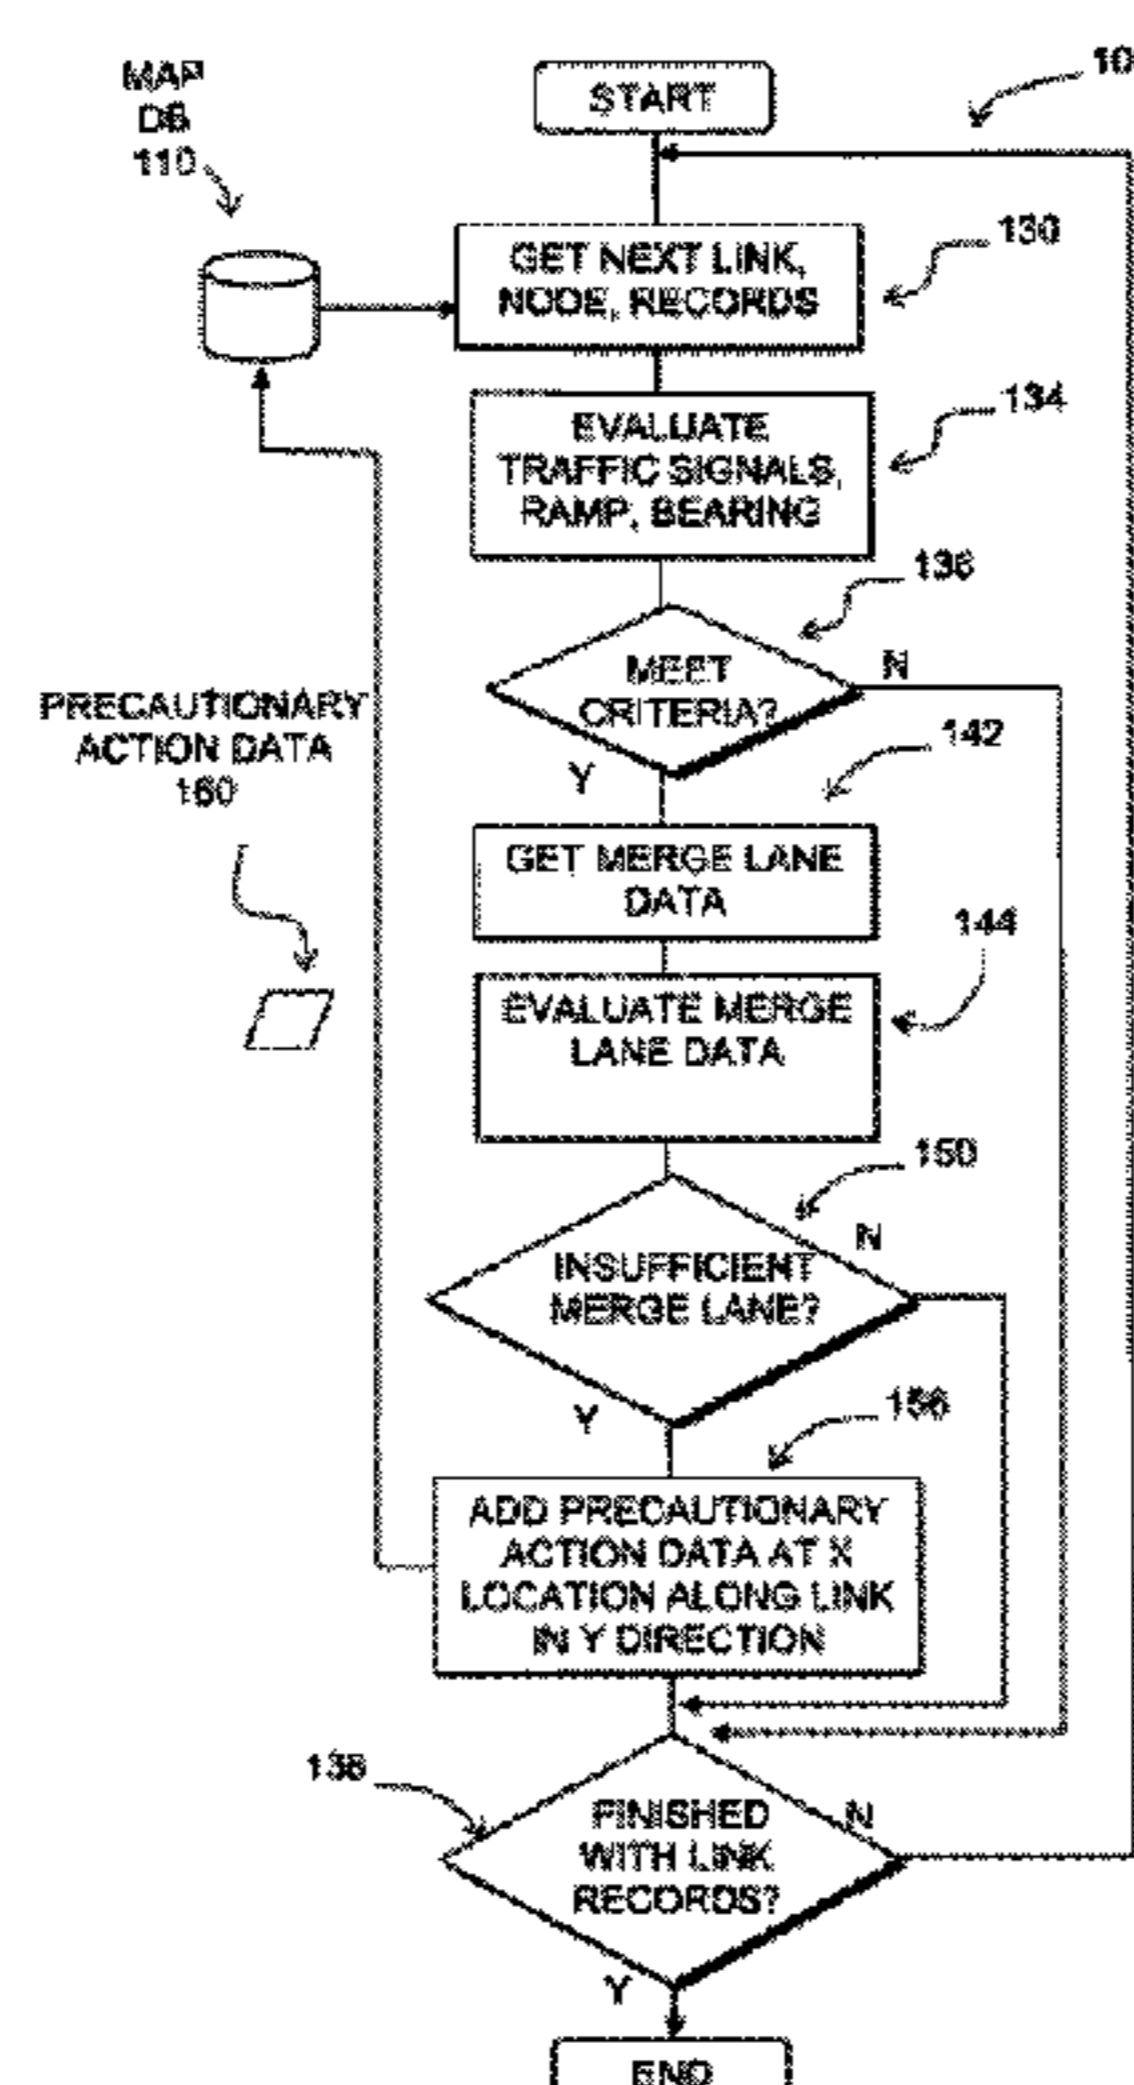 MAP
DB
110
START
10
GET NEXT LINK,
NODE, RECORDS
130
EVALUATE
TRAFFIC SIGNALS,
RAMP, BEARING
134
136
MEET
CRITERIA?
N
Y
PRECAUTIONARY
ACTION DATA
160
142
GET MERGE LANE
DATA
144
EVALUATE MERGE
LANE DATA
150
INSUFFICIENT
MERGE LANE?
N
Y
156
ADD PRECAUTIONARY
ACTION DATA AT X
LOCATION ALONG LINK
IN Y DIRECTION
138
FINISHED
WITH LINK
RECORDS?
N
Y
END